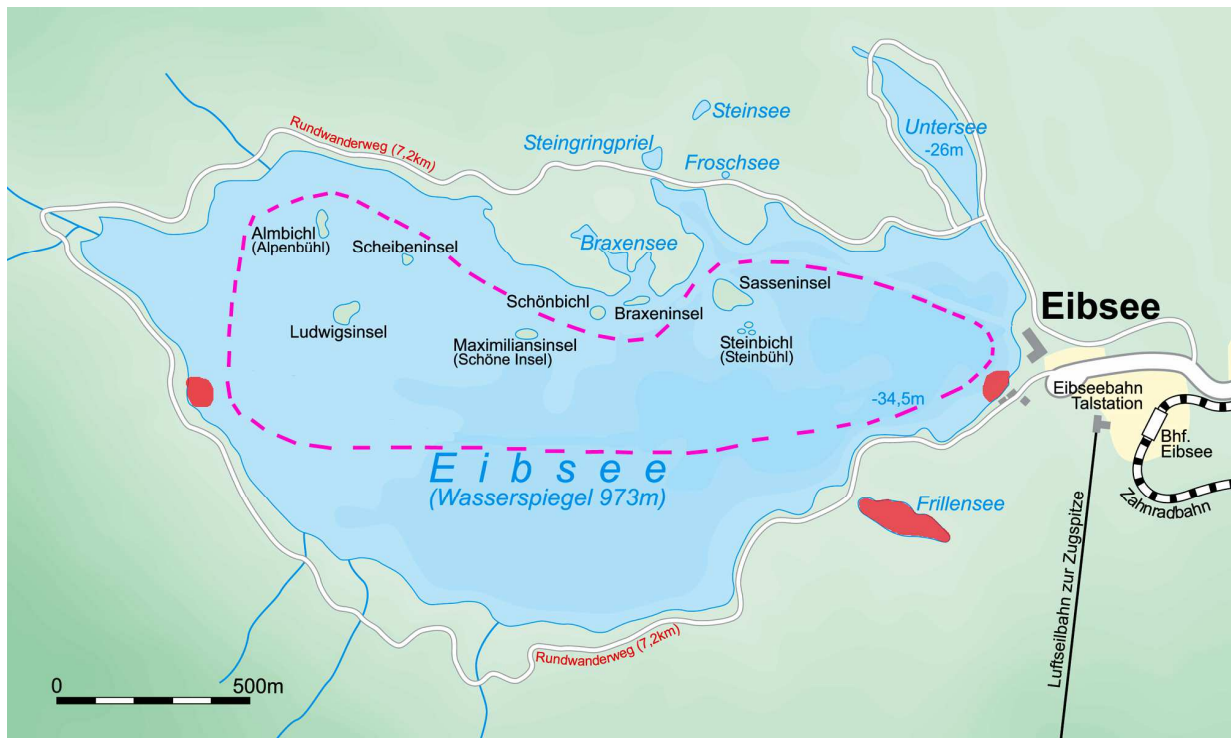 Steinsee
Rundwanderweg (7,2km)
Steingringpriel
Untersee
-26m
Froschsee
Almbichl
(Alpenbühl)
Scheibeninsel
Braxensee
Sasseninsel
Schönbichl
Braxeninsel
Eibsee
Ludwigsinsel
Maximiliansinsel
(Schöne Insel)
Steinbichl
(Steinbühl)
-34,5m
Eibseebahn
Talstation
Bhf.
Eibsee
Eibsee
(Wasserspiegel 973m)
Frillensee
Zahnradbahn
Luftseilbahn zur Zugspitze
Rundwanderweg (7,2km)
0 500m